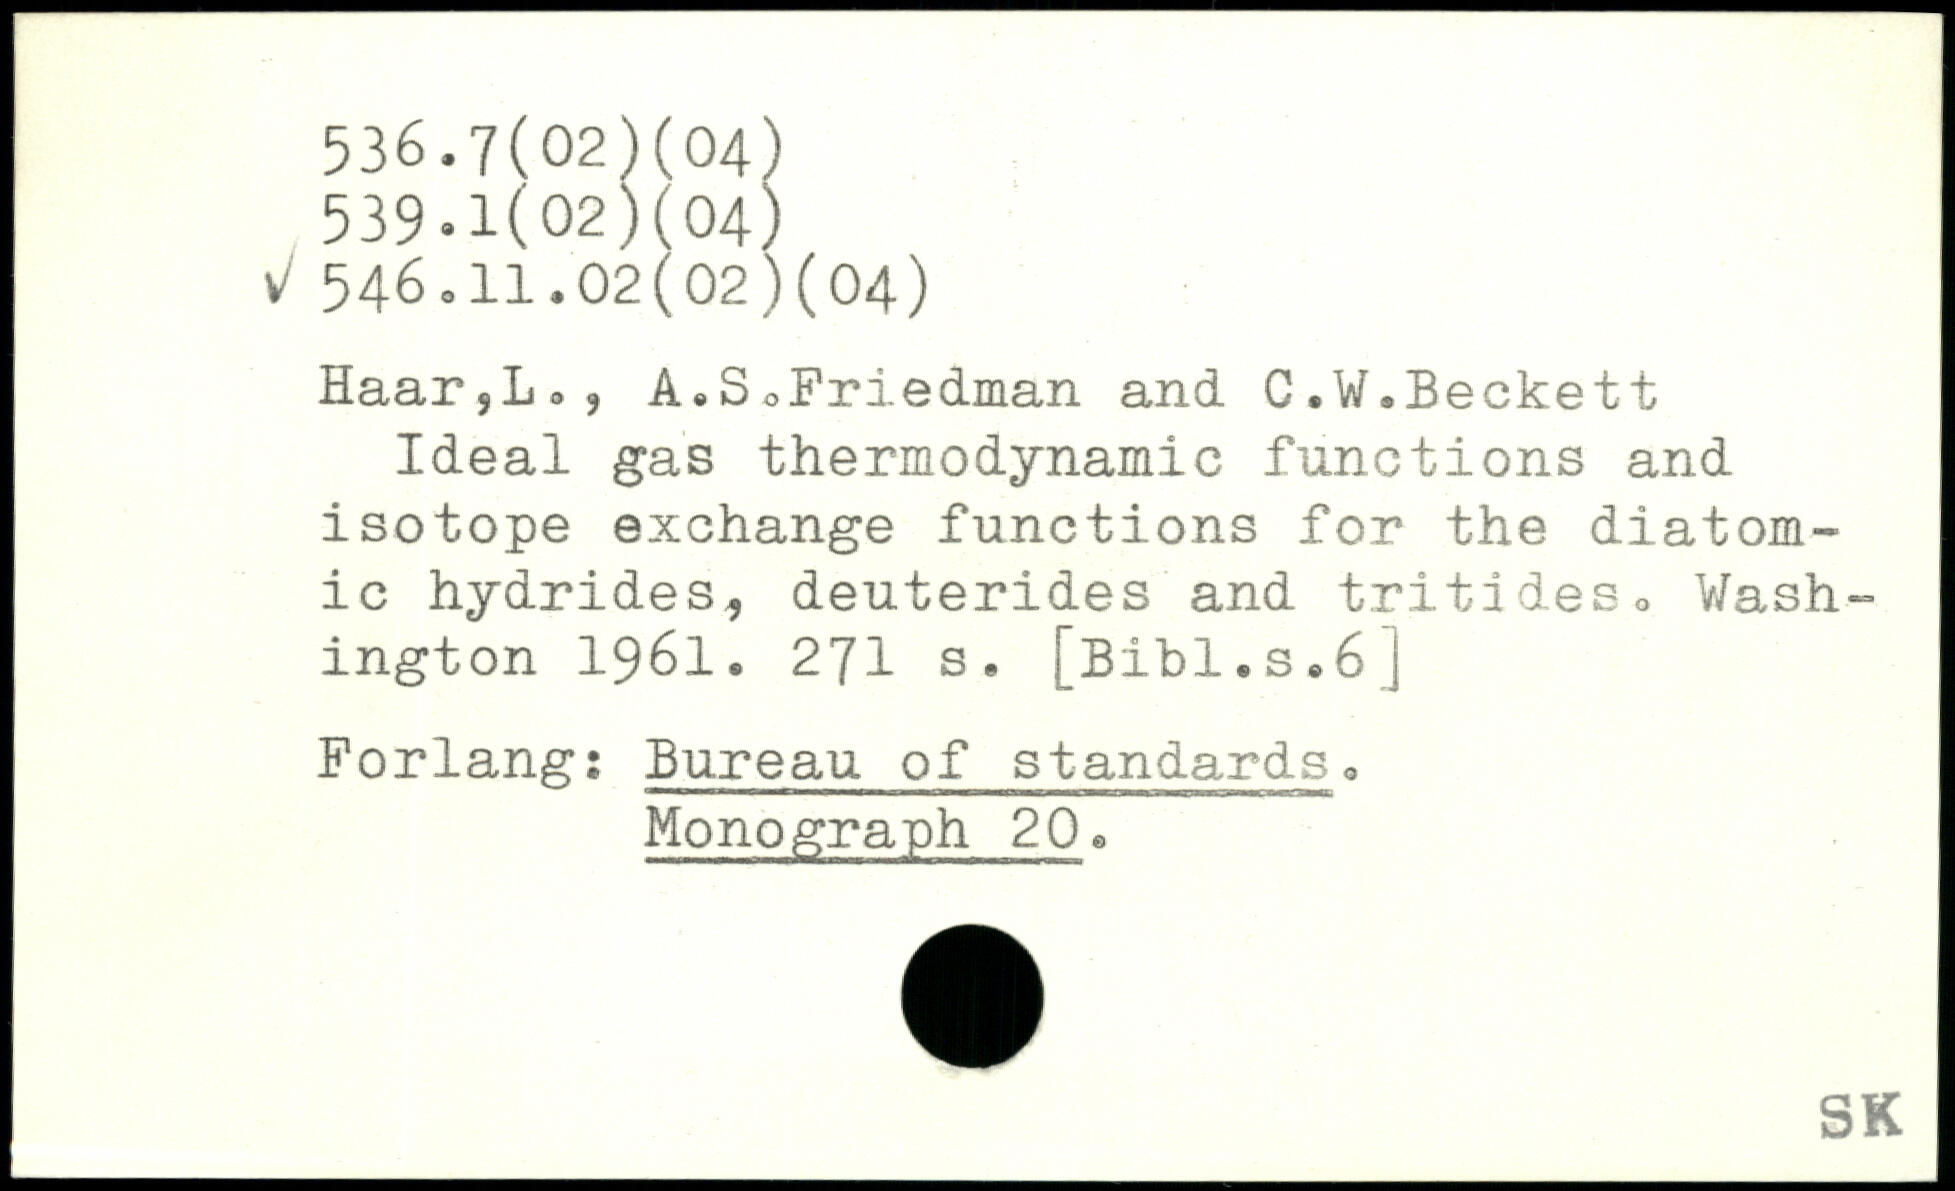 536.7(02)(04)
539.1(02)(04)
✓ 546.11.02(02)(04)
Haar,L., A.S.Friedman and C.W.Beckett
Ideal gas thermodynamic functions and
isotope exchange functions for the diatom-
ic hydrides, deuterides and tritides. Wash-
ington 1961. 271 s. [Bibl.s.6]
Forlang: Bureau of standards.
Monograph 20.
SK